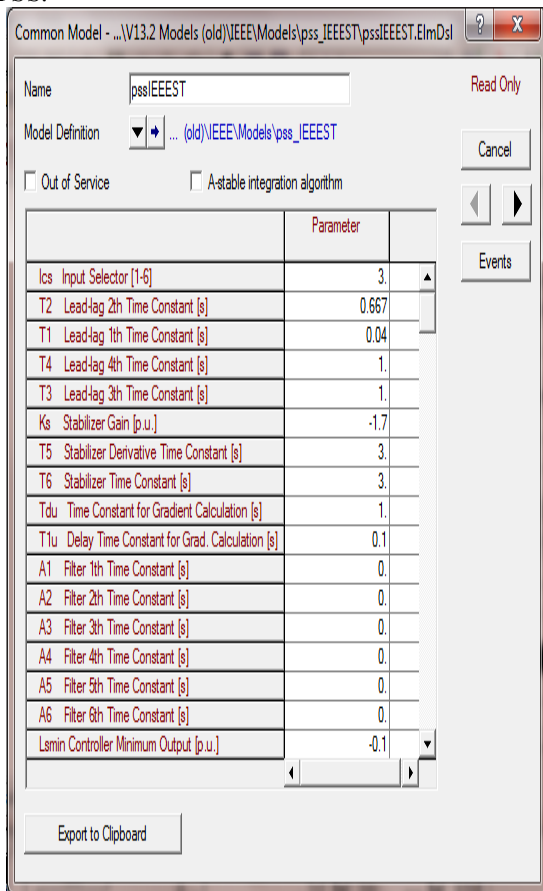 PSS.
Common Model - ...\V13.2 Models (old)\IEEE\Models\pss_IEEEST\pssIEEEST.ElmDsl ? X
Name pssIEEEST Read Only
Model Definition ... (old)\IEEE\Models\pss_IEEEST
Cancel
Out of Service A-stable integration algorithm
Parameter
Events
Ics Input Selector [1-6] 3.
T2 Lead-lag 2th Time Constant [s] 0.667
T1 Lead-lag 1th Time Constant [s] 0.04
T4 Lead-lag 4th Time Constant [s] 1.
T3 Lead-lag 3th Time Constant [s] 1.
Ks Stabilizer Gain [p.u.] -1.7
T5 Stabilizer Derivative Time Constant [s] 3.
T6 Stabilizer Time Constant [s] 3.
Tdu Time Constant for Gradient Calculation [s] 1.
T1u Delay Time Constant for Grad. Calculation [s] 0.1
A1 Filter 1th Time Constant [s] 0.
A2 Filter 2th Time Constant [s] 0.
A3 Filter 3th Time Constant [s] 0.
A4 Filter 4th Time Constant [s] 0.
A5 Filter 5th Time Constant [s] 0.
A6 Filter 6th Time Constant [s] 0.
Lsmin Controller Minimum Output [p.u.] -0.1
Export to Clipboard